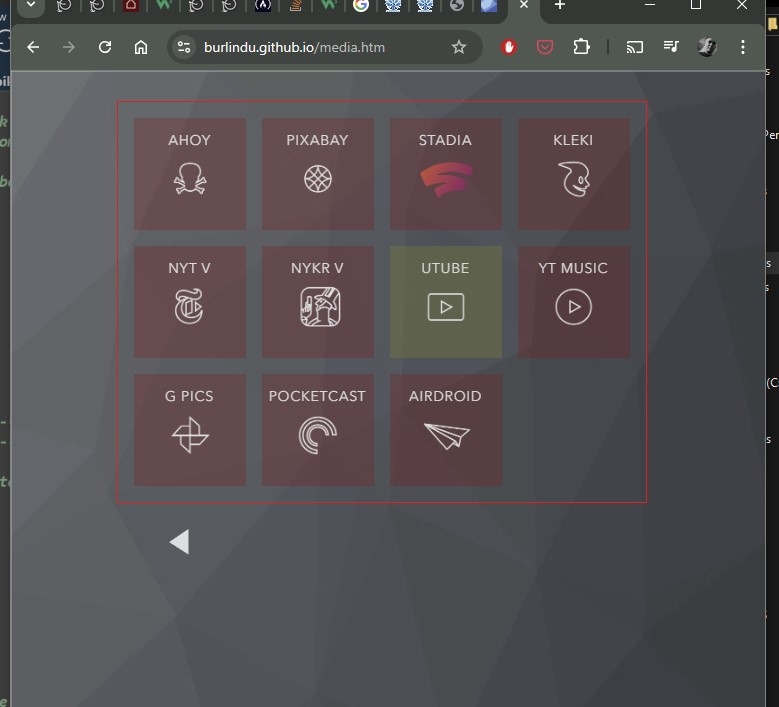 burlindu.github.io/media.htm
AHOY
PIXABAY
STADIA
KLEKI
NYT V
NYKR V
UTUBE
YT MUSIC
G PICS
POCKETCAST
AIRDROID